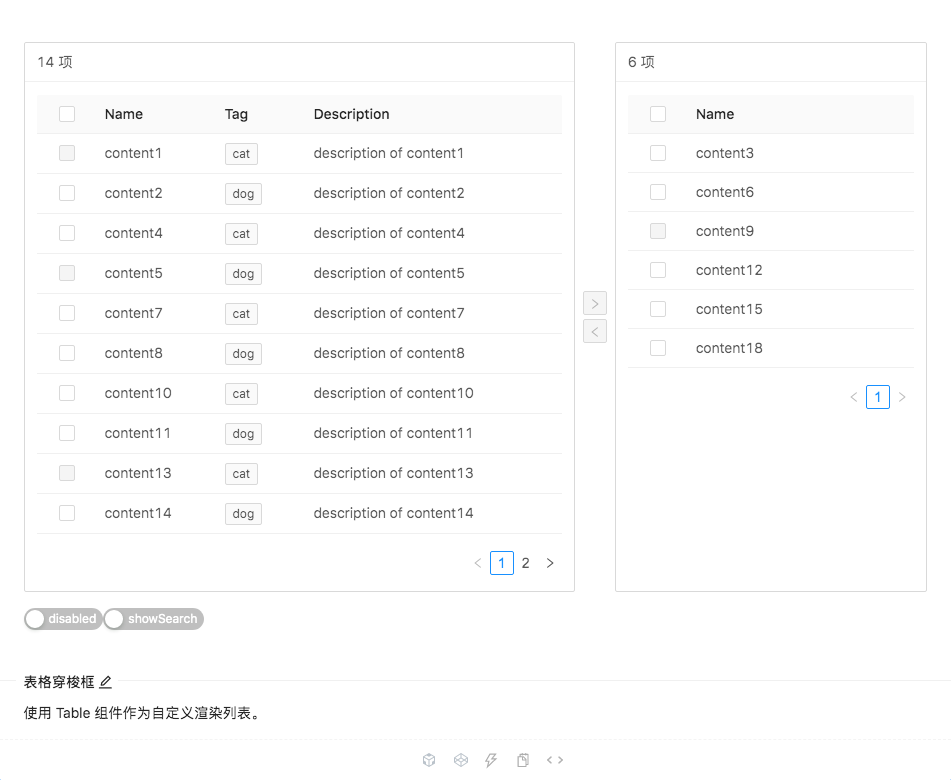 14 项
Name Tag Description
content1 cat description of content1
content2 dog description of content2
content4 cat description of content4
content5 dog description of content5
content7 cat description of content7
content8 dog description of content8
content10 cat description of content10
content11 dog description of content11
content13 cat description of content13
content14 dog description of content14
1 2
6 项
Name
content3
content6
content9
content12
content15
content18
1
disabled showSearch
表格穿梭框
使用 Table 组件作为自定义渲染列表。